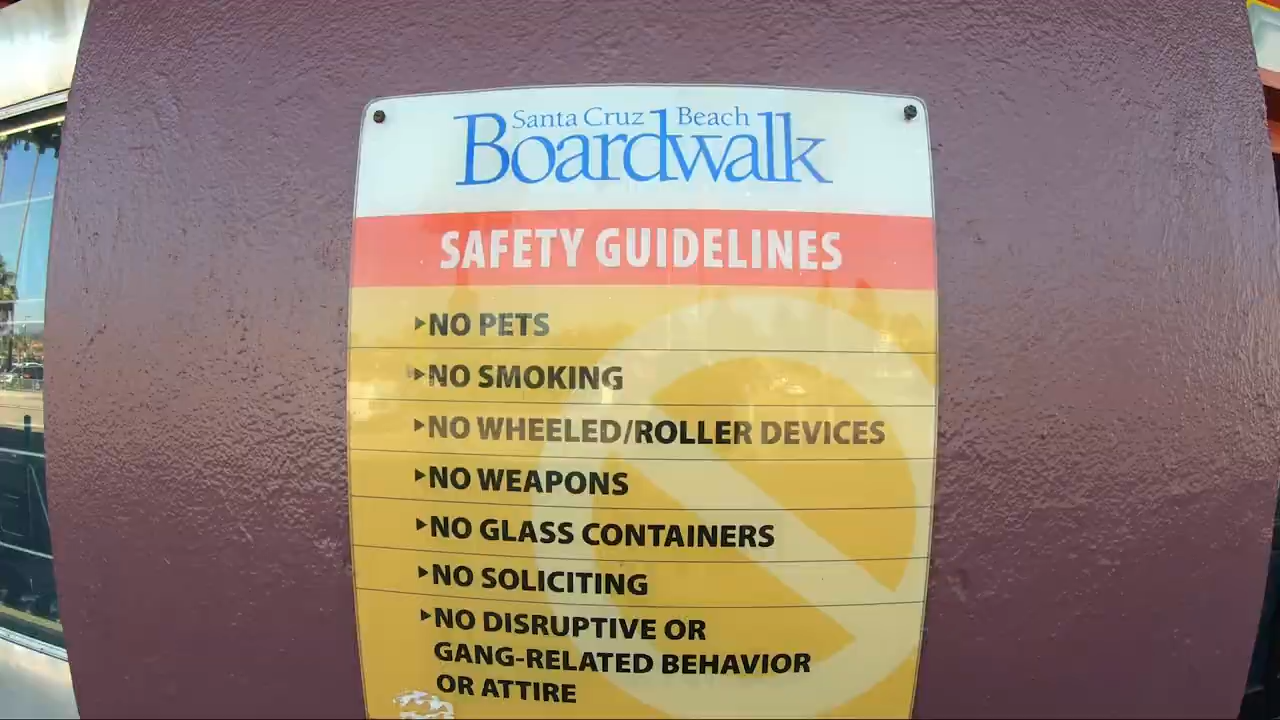 Santa Cruz Beach
Boardwalk
SAFETY GUIDELINES
▸NO PETS
▸NO SMOKING
▸NO WHEELED/ROLLER DEVICES
▸NO WEAPONS
▸NO GLASS CONTAINERS
▸NO SOLICITING
▸NO DISRUPTIVE OR
GANG-RELATED BEHAVIOR
OR ATTIRE